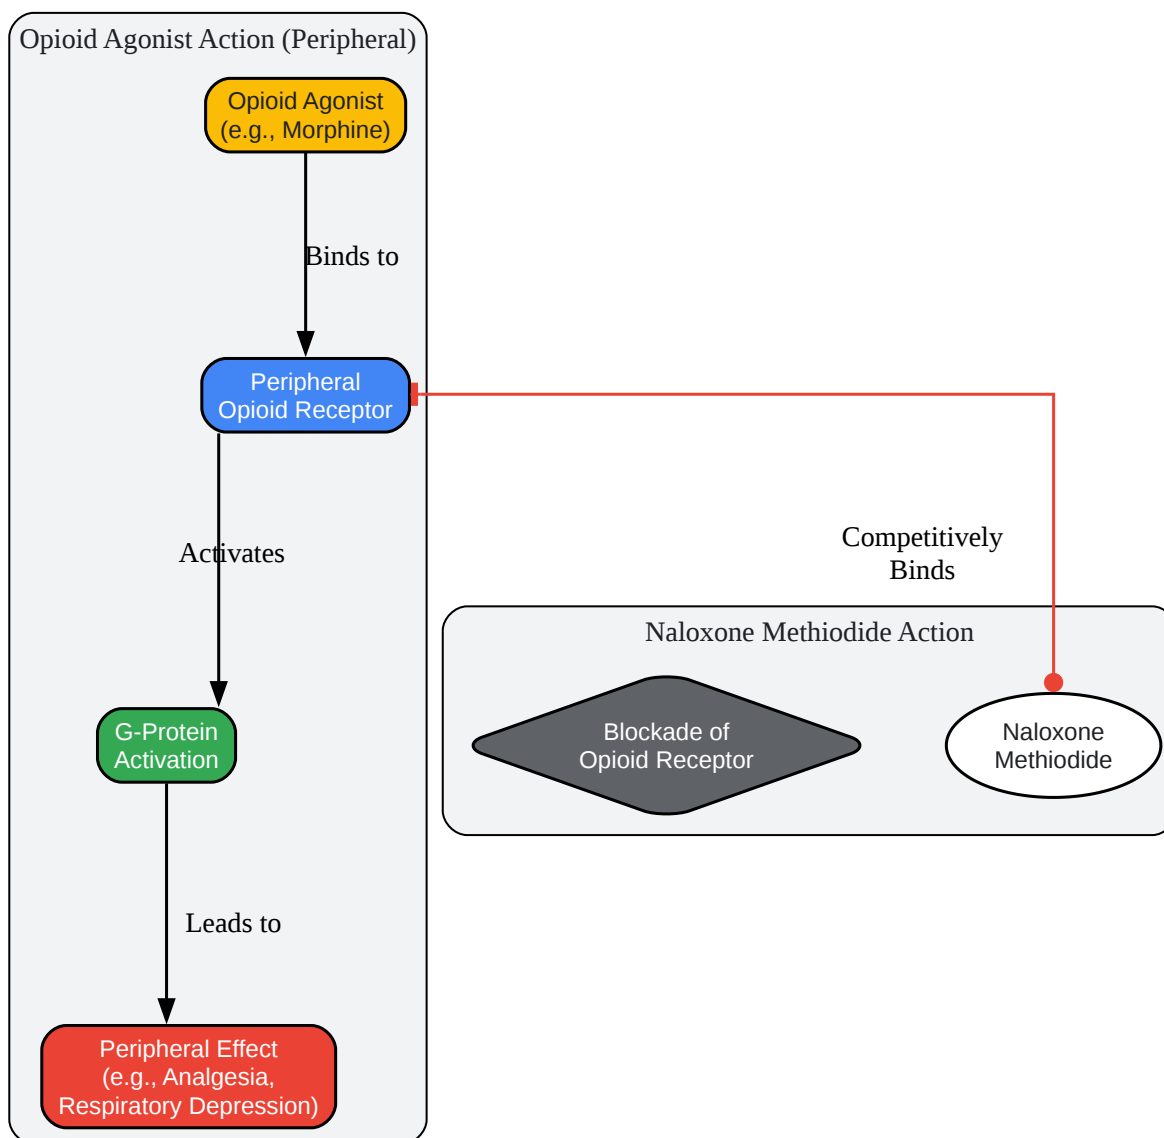 Opioid Agonist Action (Peripheral)
Opioid Agonist
(e.g., Morphine)
Binds to
Peripheral
Opioid Receptor
Activates
Competitively
Binds
Naloxone Methiodide Action
G-Protein
Activation
Blockade of
Opioid Receptor
Naloxone
Methiodide
Leads to
Peripheral Effect
(e.g., Analgesia,
Respiratory Depression)